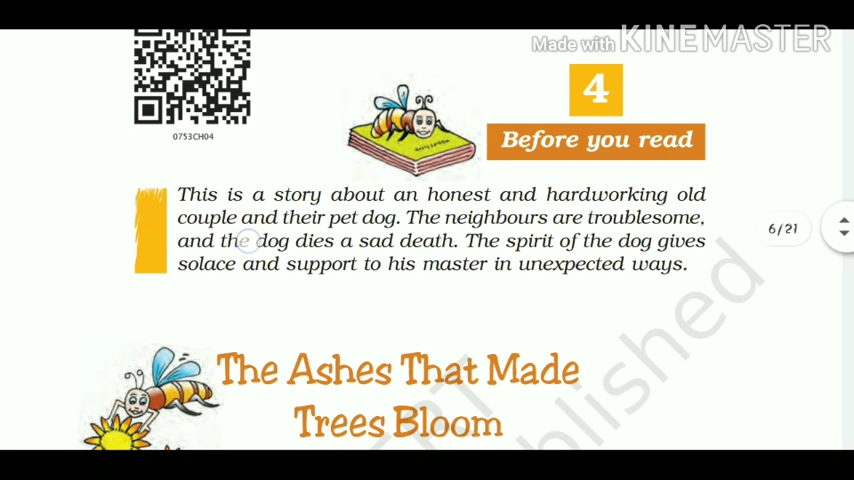 Made with KINEMASTER
0753CH04
4
Before you read
This is a story about an honest and hardworking old
couple and their pet dog. The neighbours are troublesome,
and the dog dies a sad death. The spirit of the dog gives
solace and support to his master in unexpected ways.
6/21
The Ashes That Made
Trees Bloom